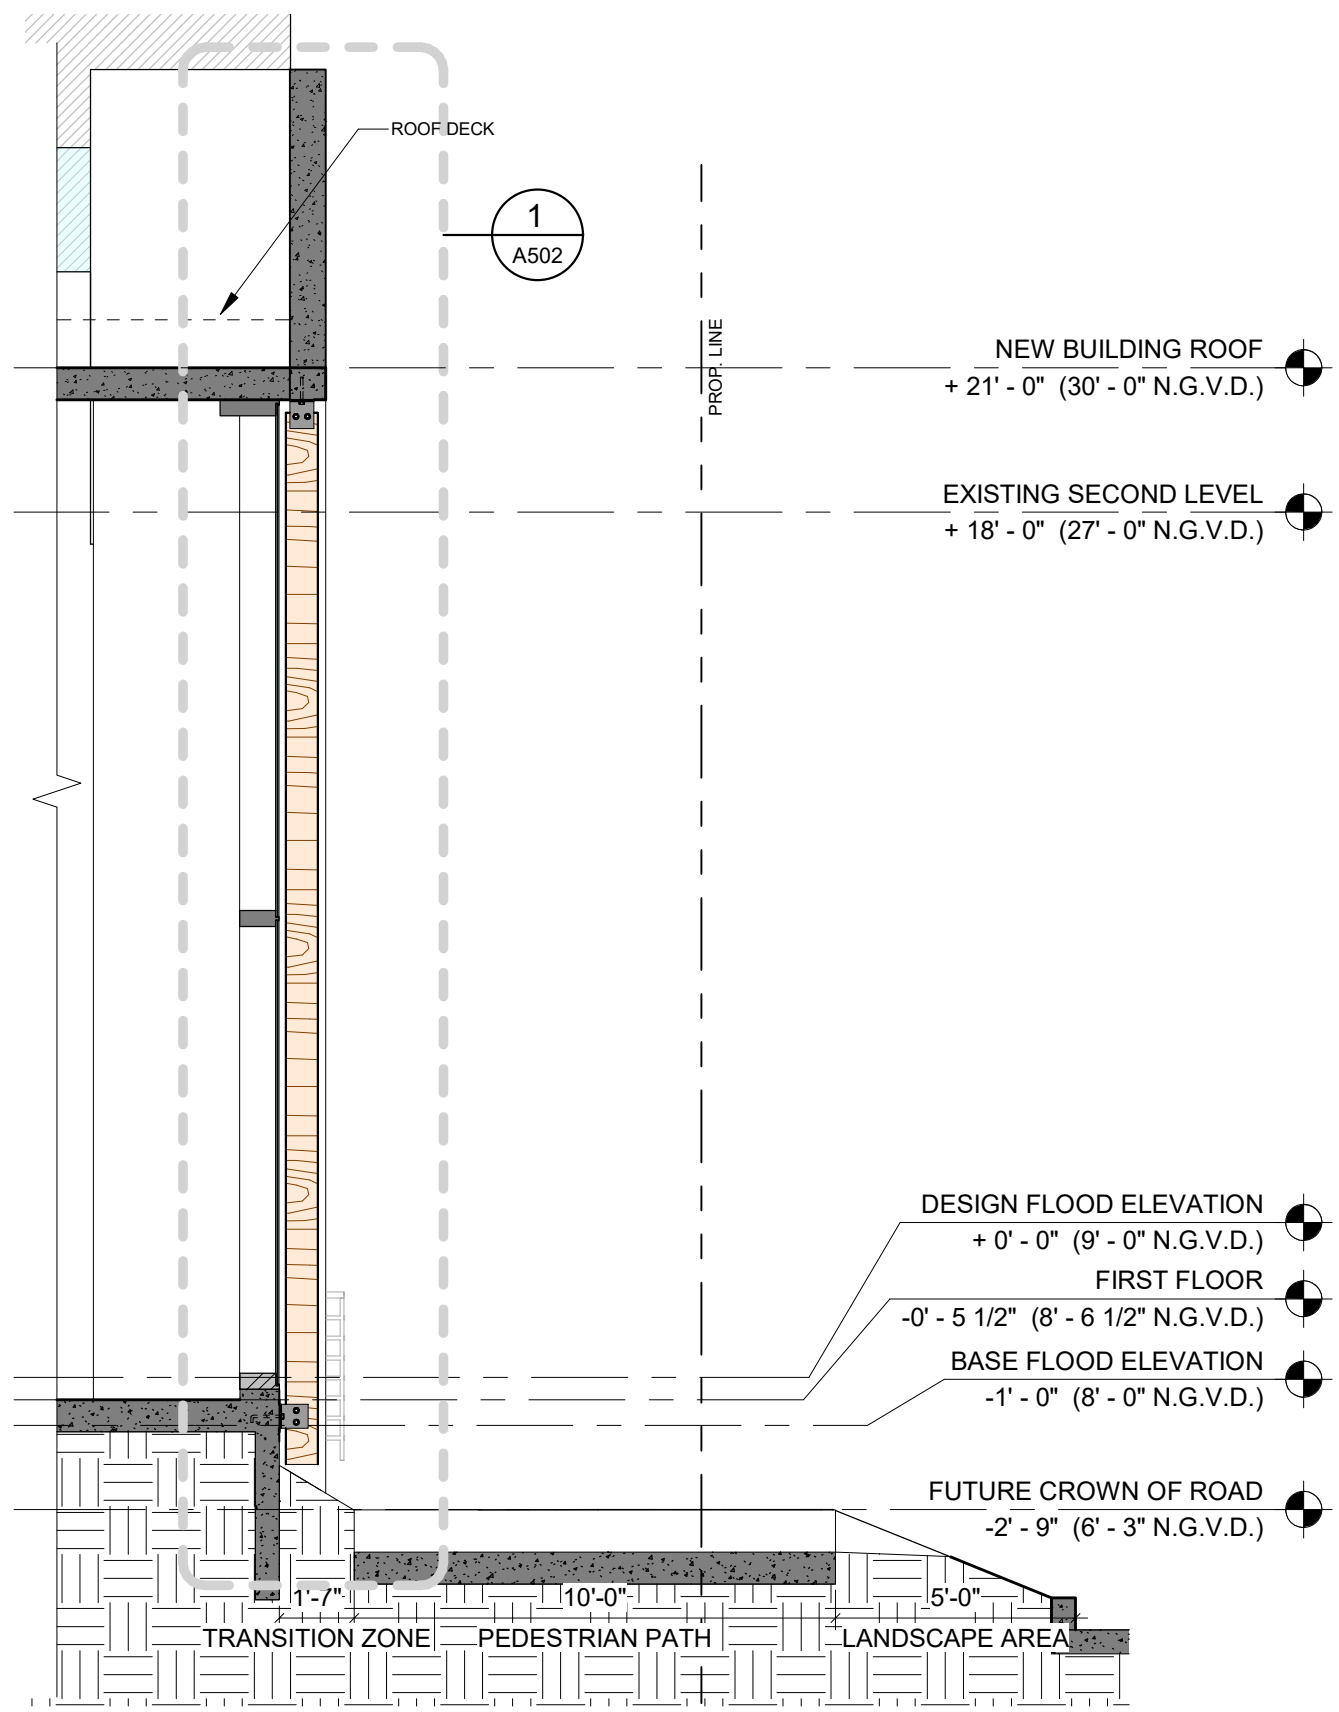 ROOF DECK
1
A502
PROP. LINE
NEW BUILDING ROOF
+ 21' - 0" (30' - 0" N.G.V.D.)
EXISTING SECOND LEVEL
+ 18' - 0" (27' - 0" N.G.V.D.)
DESIGN FLOOD ELEVATION
+ 0' - 0" (9' - 0" N.G.V.D.)
FIRST FLOOR
-0' - 5 1/2" (8' - 6 1/2" N.G.V.D.)
BASE FLOOD ELEVATION
-1' - 0" (8' - 0" N.G.V.D.)
FUTURE CROWN OF ROAD
-2' - 9" (6' - 3" N.G.V.D.)
1'-7" 10'-0" 5'-0"
TRANSITION ZONE PEDESTRIAN PATH LANDSCAPE AREA